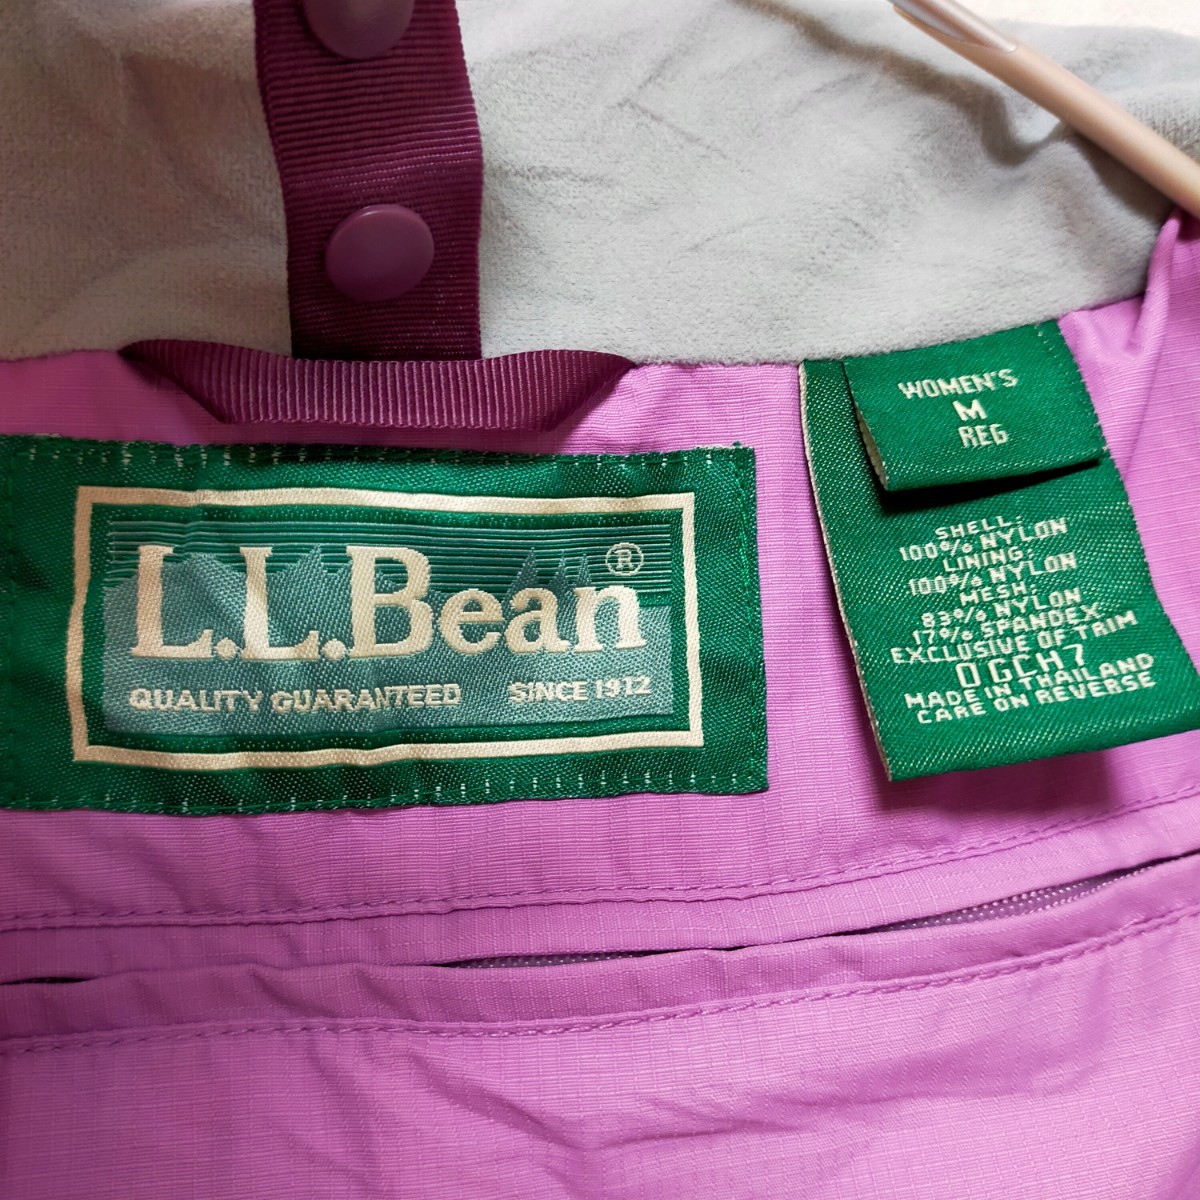 L.L.Bean®
QUALITY GUARANTEED SINCE 1912
WOMEN'S
M
REG
SHELL:
100% NYLON
LINING:
100% NYLON
MESH:
83% NYLON
17% SPANDEX
EXCLUSIVE OF TRIM
0GCH7
MADE IN THAILAND
CARE ON REVERSE